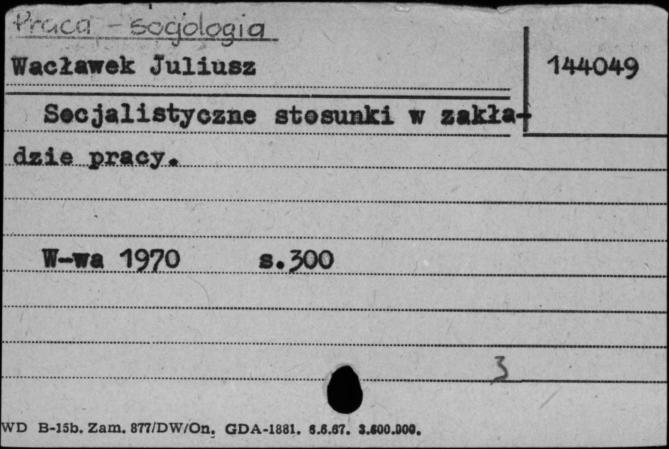 Praca - socjologia
Wacławek Juliusz
144049
Socjalistyczne stosunki w zakła-
dzie pracy.
W-wa 1970 s.300
3
WD B-15b. Zam. 877/DW/On. GDA-1881. 6.6.67. 3.600.000.